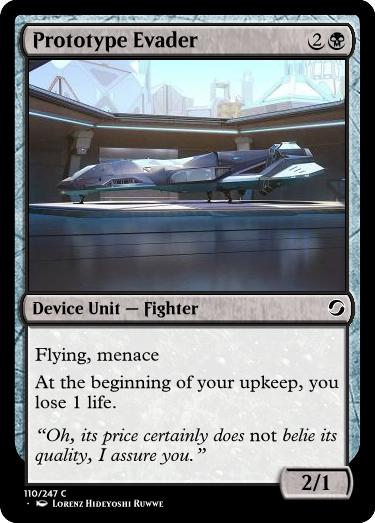 Prototype Evader 2
Device Unit — Fighter
Flying, menace
At the beginning of your upkeep, you
lose 1 life.
“Oh, its price certainly does not belie its
quality, I assure you.”
2/1
110/247 C
· Lorenz Hideyoshi Ruwwe